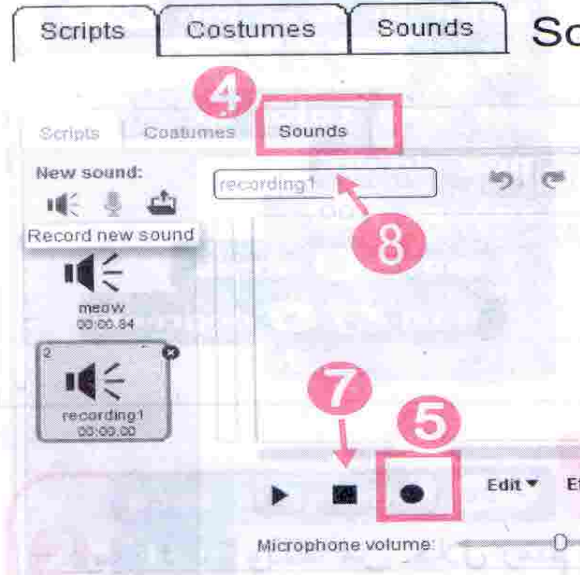 Scripts Costumes Sounds So
4
Scripts Costumes Sounds
New sound:
recording1
Record new sound
8
meow
00:00.84
2
recording1
00:00.00
7
5
Edit
Microphone volume: